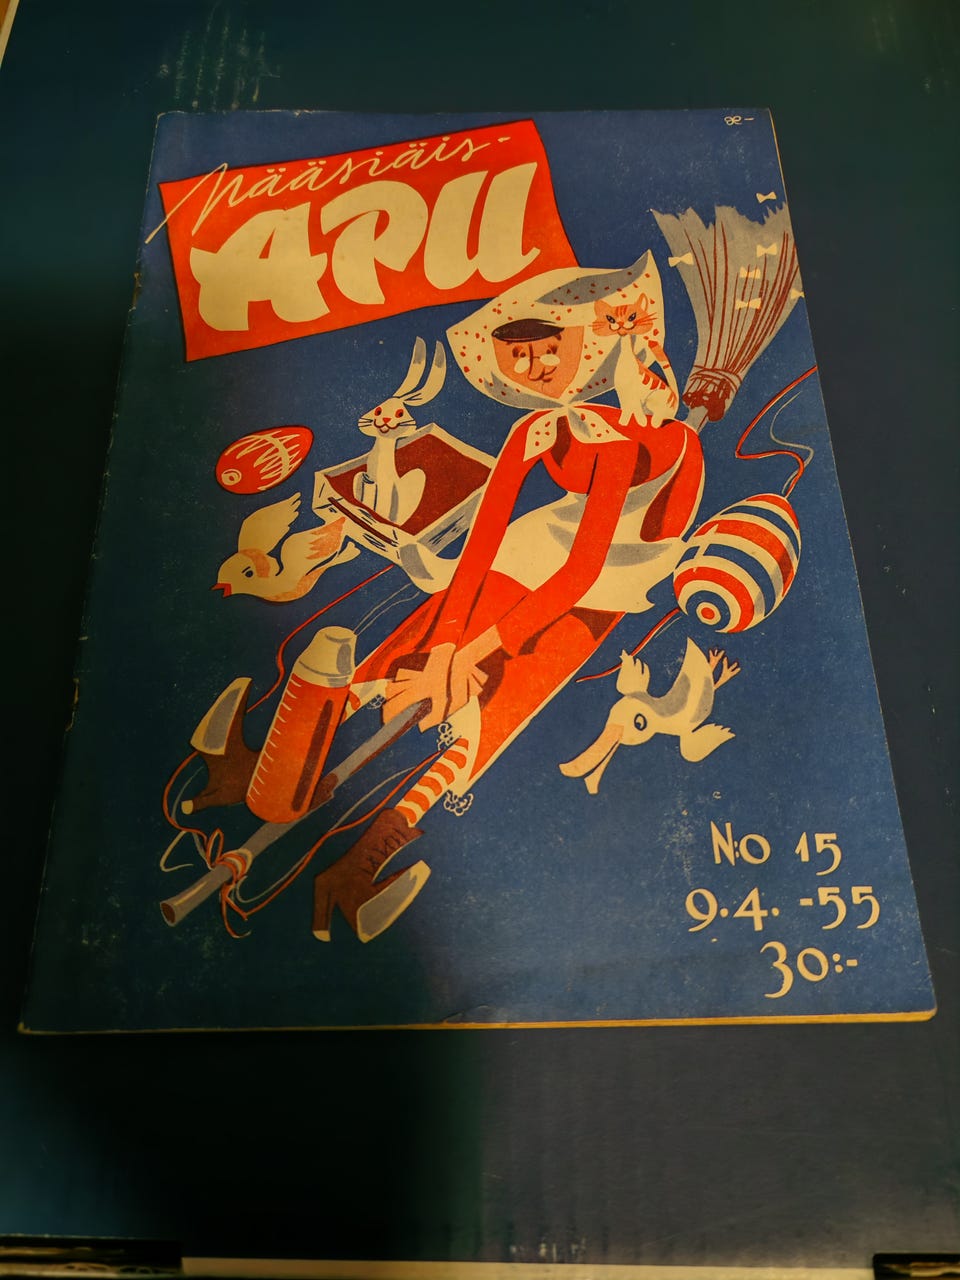 Pääsiäis-
APU
N:O 15
9.4. -55
30:-